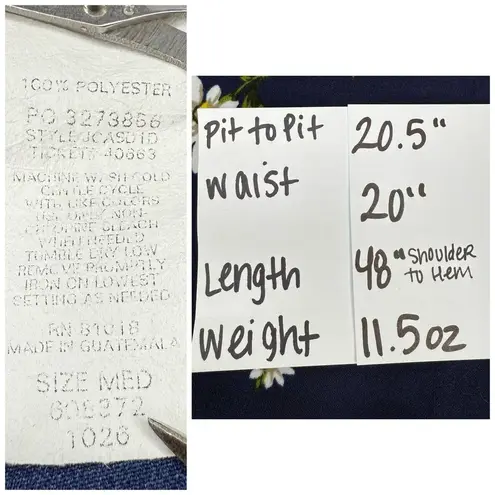 100% POLYESTER
PO 3273856
STYLE JCASD1D
TICKETS 40663
MACHINE WASH COLD
GENTLE CYCLE
WITH LIKE COLORS
USE ONLY NON-
CHLORINE BLEACH
WHEN NEEDED
TUMBLE DRY LOW
REMOVE PROMPTLY
IRON ON LOWEST
SETTING AS NEEDED
RN 81018
MADE IN GUATEMALA
SIZE MED
608372
1026
Pit to Pit 20.5"
waist 20"
Length 48" Shoulder
to Hem
weight 11.5oz